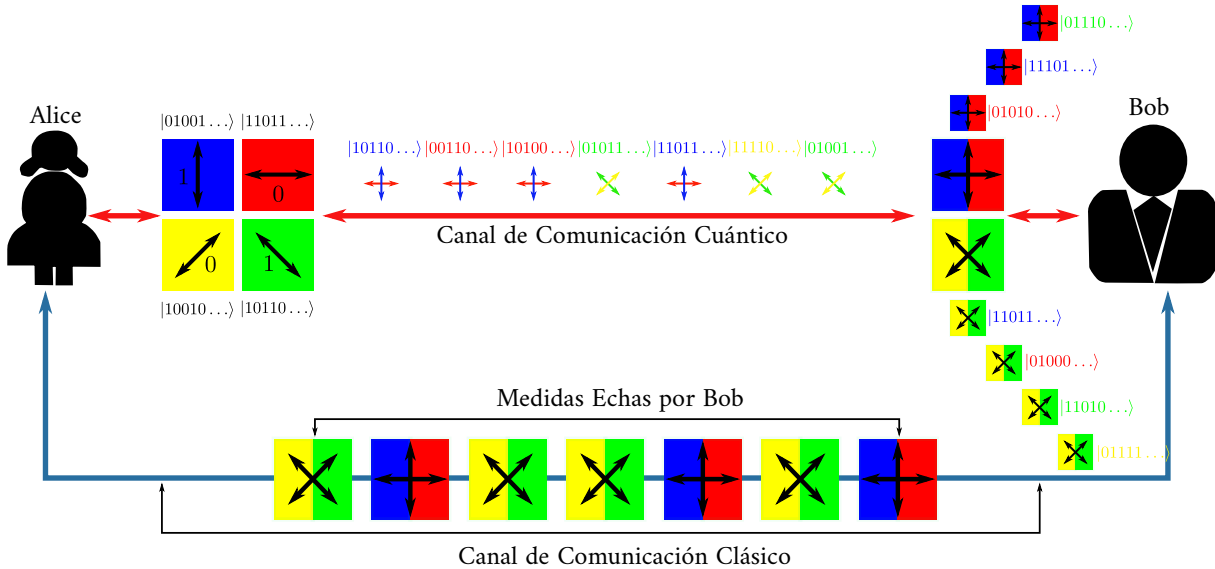 |01110...⟩
|11101...⟩
|01010...⟩
Alice
Bob
|01001...⟩ |11011...⟩
1
0
0
1
|10010...⟩ |10110...⟩
|10110...⟩ |00110...⟩ |10100...⟩ |01011...⟩ |11011...⟩ |11110...⟩ |01001...⟩
Canal de Comunicación Cuántico
|11011...⟩
|01000...⟩
|11010...⟩
|01111...⟩
Medidas Echas por Bob
Canal de Comunicación Clásico